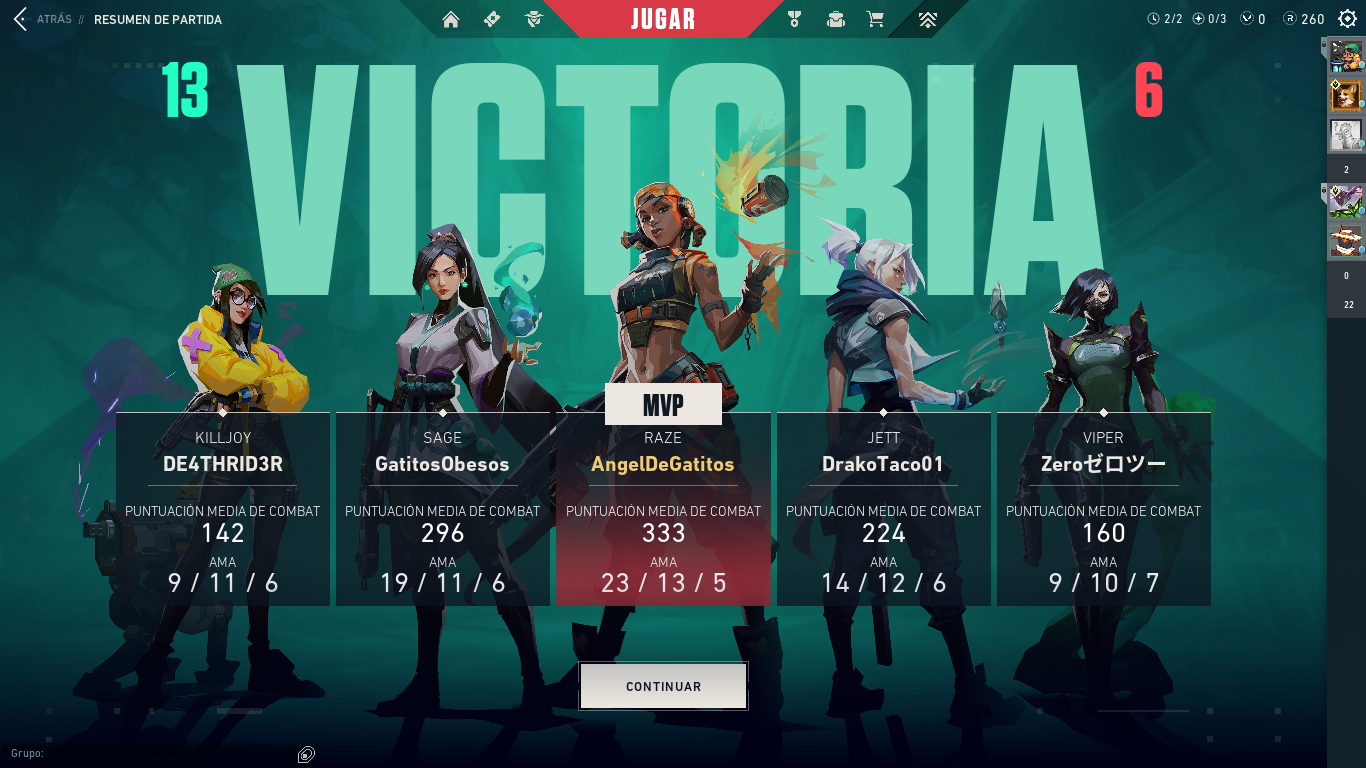 ATRÁS // RESUMEN DE PARTIDA
JUGAR
2/2 0/3 0 260
13 VICTORIA 6
2
0
22
MVP
KILLJOY
DE4THRID3R
PUNTUACIÓN MEDIA DE COMBAT
142
AMA
9 / 11 / 6
SAGE
GatitosObesos
PUNTUACIÓN MEDIA DE COMBAT
296
AMA
19 / 11 / 6
RAZE
AngelDeGatitos
PUNTUACIÓN MEDIA DE COMBAT
333
AMA
23 / 13 / 5
JETT
DrakoTaco01
PUNTUACIÓN MEDIA DE COMBAT
224
AMA
14 / 12 / 6
VIPER
Zeroゼロツー
PUNTUACIÓN MEDIA DE COMBAT
160
AMA
9 / 10 / 7
CONTINUAR
Grupo: